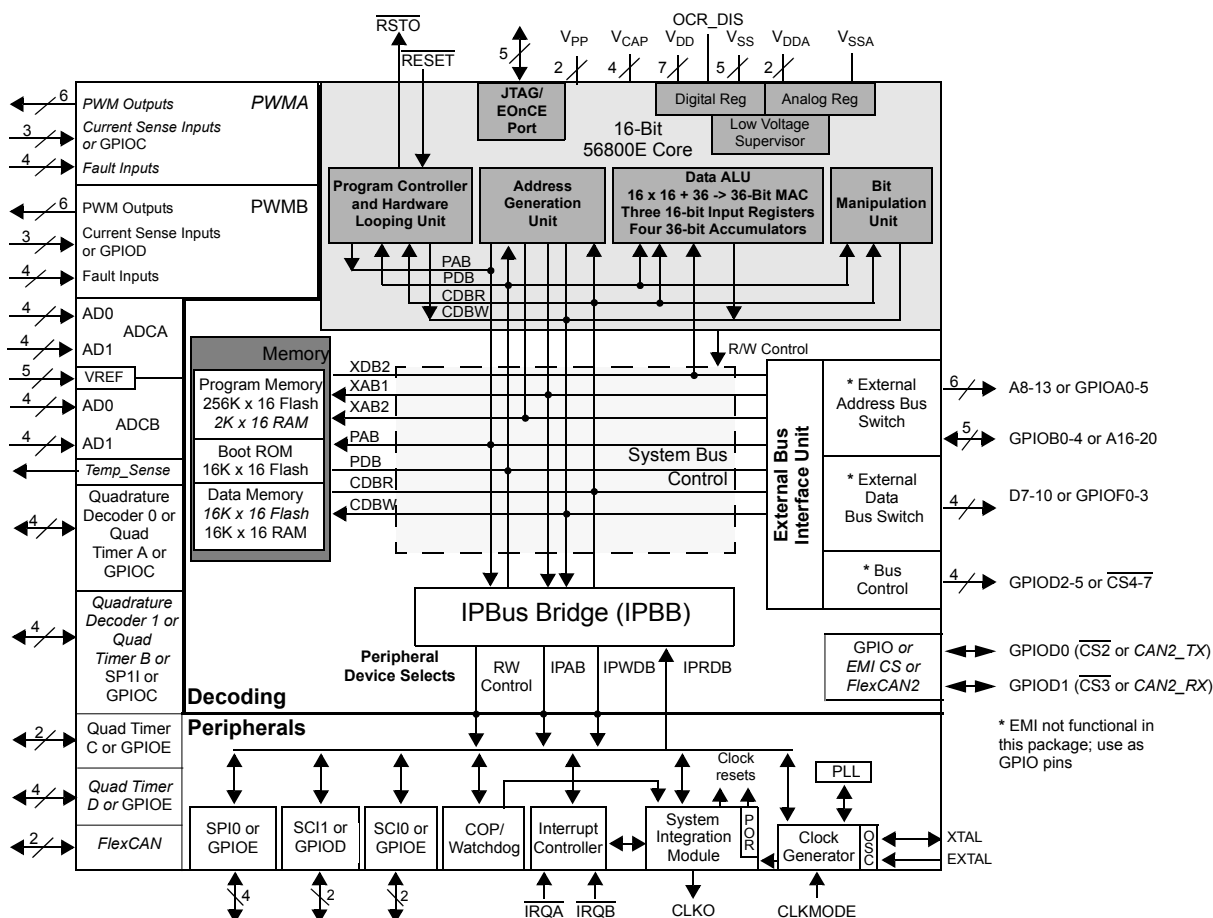 RSTO
RESET
5
VPP
2
VCAP
4
VDD
7
OCR_DIS
VSS
5
VDDA
2
VSSA
6
PWM Outputs
PWMA
3
Current Sense Inputs
or GPIOC
4
Fault Inputs
6
PWM Outputs
PWMB
3
Current Sense Inputs
or GPIOD
4
Fault Inputs
JTAG/
EOnCE
Port
16-Bit
56800E Core
Digital Reg
Analog Reg
Low Voltage
Supervisor
Program Controller
and Hardware
Looping Unit
Address
Generation
Unit
Data ALU
16 x 16 + 36 -> 36-Bit MAC
Three 16-bit Input Registers
Four 36-bit Accumulators
Bit
Manipulation
Unit
PAB
PDB
CDBR
CDBW
R/W Control
4
AD0
ADCA
4
AD1
5
VREF
4
AD0
ADCB
4
AD1
Temp_Sense
4
Quadrature
Decoder 0 or
Quad
Timer A or
GPIOC
4
Quadrature
Decoder 1 or
Quad
Timer B or
SP1I or
GPIOC
2
Quad Timer
C or GPIOE
4
Quad Timer
D or GPIOE
2
FlexCAN
Memory
Program Memory
256K x 16 Flash
2K x 16 RAM
Boot ROM
16K x 16 Flash
Data Memory
16K x 16 Flash
16K x 16 RAM
XDB2
XAB1
XAB2
PAB
PDB
CDBR
CDBW
System Bus
Control
External Bus
Interface Unit
* External
Address Bus
Switch
* External
Data
Bus Switch
* Bus
Control
6
A8-13 or GPIOA0-5
5
GPIOB0-4 or A16-20
4
D7-10 or GPIOF0-3
4
GPIOD2-5 or CS4-7
GPIO or
EMI CS or
FlexCAN2
GPIOD0 (CS2 or CAN2_TX)
GPIOD1 (CS3 or CAN2_RX)
* EMI not functional in
this package; use as
GPIO pins
IPBus Bridge (IPBB)
Peripheral
Device Selects
RW
Control
IPAB
IPWDB
IPRDB
Decoding
Peripherals
Clock
resets
PLL
SPI0 or
GPIOE
SCI1 or
GPIOD
SCI0 or
GPIOE
COP/
Watchdog
Interrupt
Controller
System
Integration
Module
POR
Clock
Generator
OSC
XTAL
EXTAL
4
2
2
IRQA
IRQB
CLKO
CLKMODE